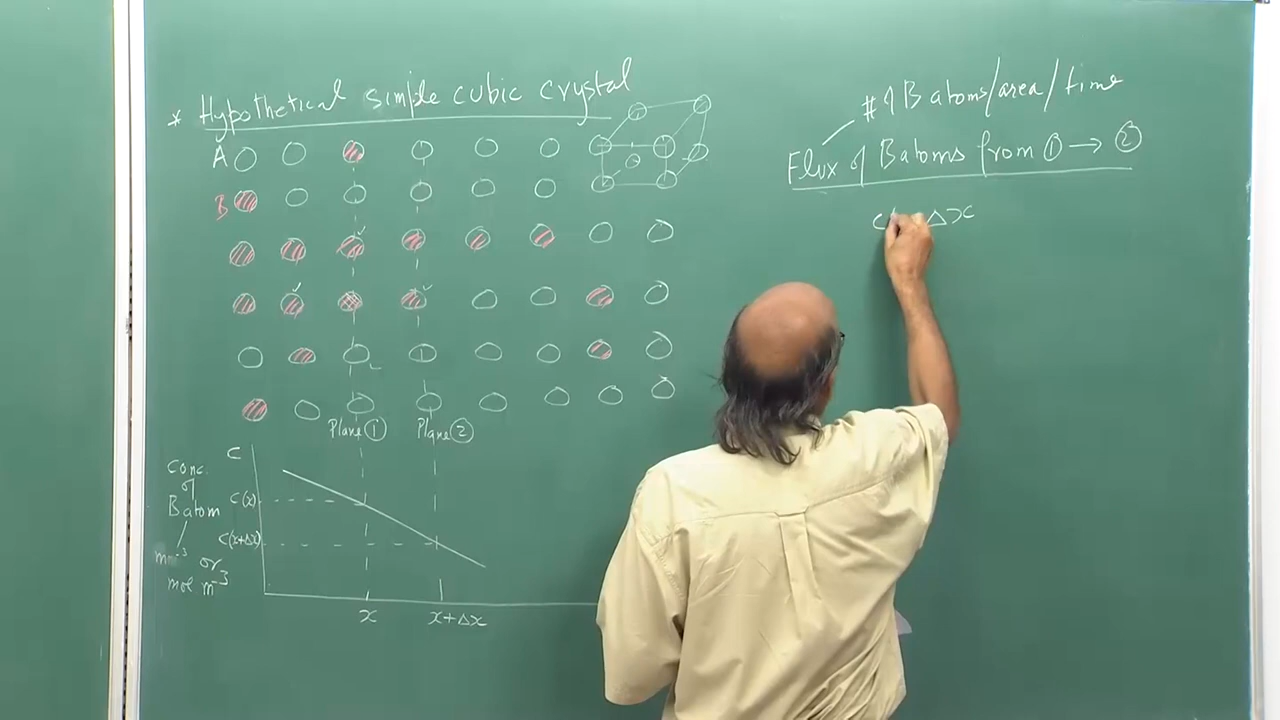 * Hypothetical simple cubic crystal
A
B
Plane ①
Plane ②
C
Conc.
of
B atom
C(x)
C(x+Δx)
or
mol m⁻³
x
x+Δx
# of B atoms/area/time
Flux of B atoms from ① → ②
Δx